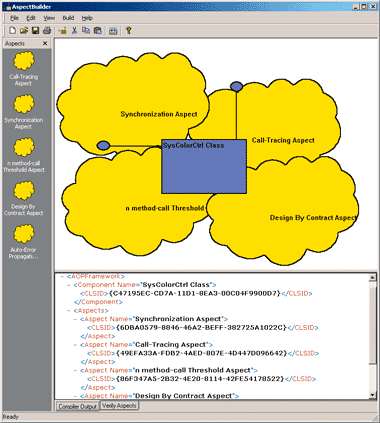 AspectBuilder
File Edit View Build Help
Aspects
Call-Tracing
Aspect
Synchronization
Aspect
n method-call
Threshold Aspect
Design By
Contract Aspect
Auto-Error
Propagati...
Synchronization Aspect
Call-Tracing Aspect
SysColorCtrl Class
n method-call Threshold
Design By Contract Aspect
- <AOPFramework>
- <Component Name="SysColorCtrl Class">
<CLSID>{C47195EC-CD7A-11D1-8EA3-00C04F9900D7}</CLSID>
</Component>
- <Aspects>
- <Aspect Name="Synchronization Aspect">
<CLSID>{6DBA0579-8846-46A2-BEFF-382725A1022C}</CLSID>
</Aspect>
- <Aspect Name="Call-Tracing Aspect">
<CLSID>{49EFA33A-FDB2-4AED-807E-4D447D096642}</CLSID>
</Aspect>
- <Aspect Name="n method-call Threshold Aspect">
<CLSID>{B6F347A5-2B32-4E20-8114-42FE54178522}</CLSID>
</Aspect>
- <Aspect Name="Design By Contract Aspect">
Compiler Output Verify Aspects
Ready